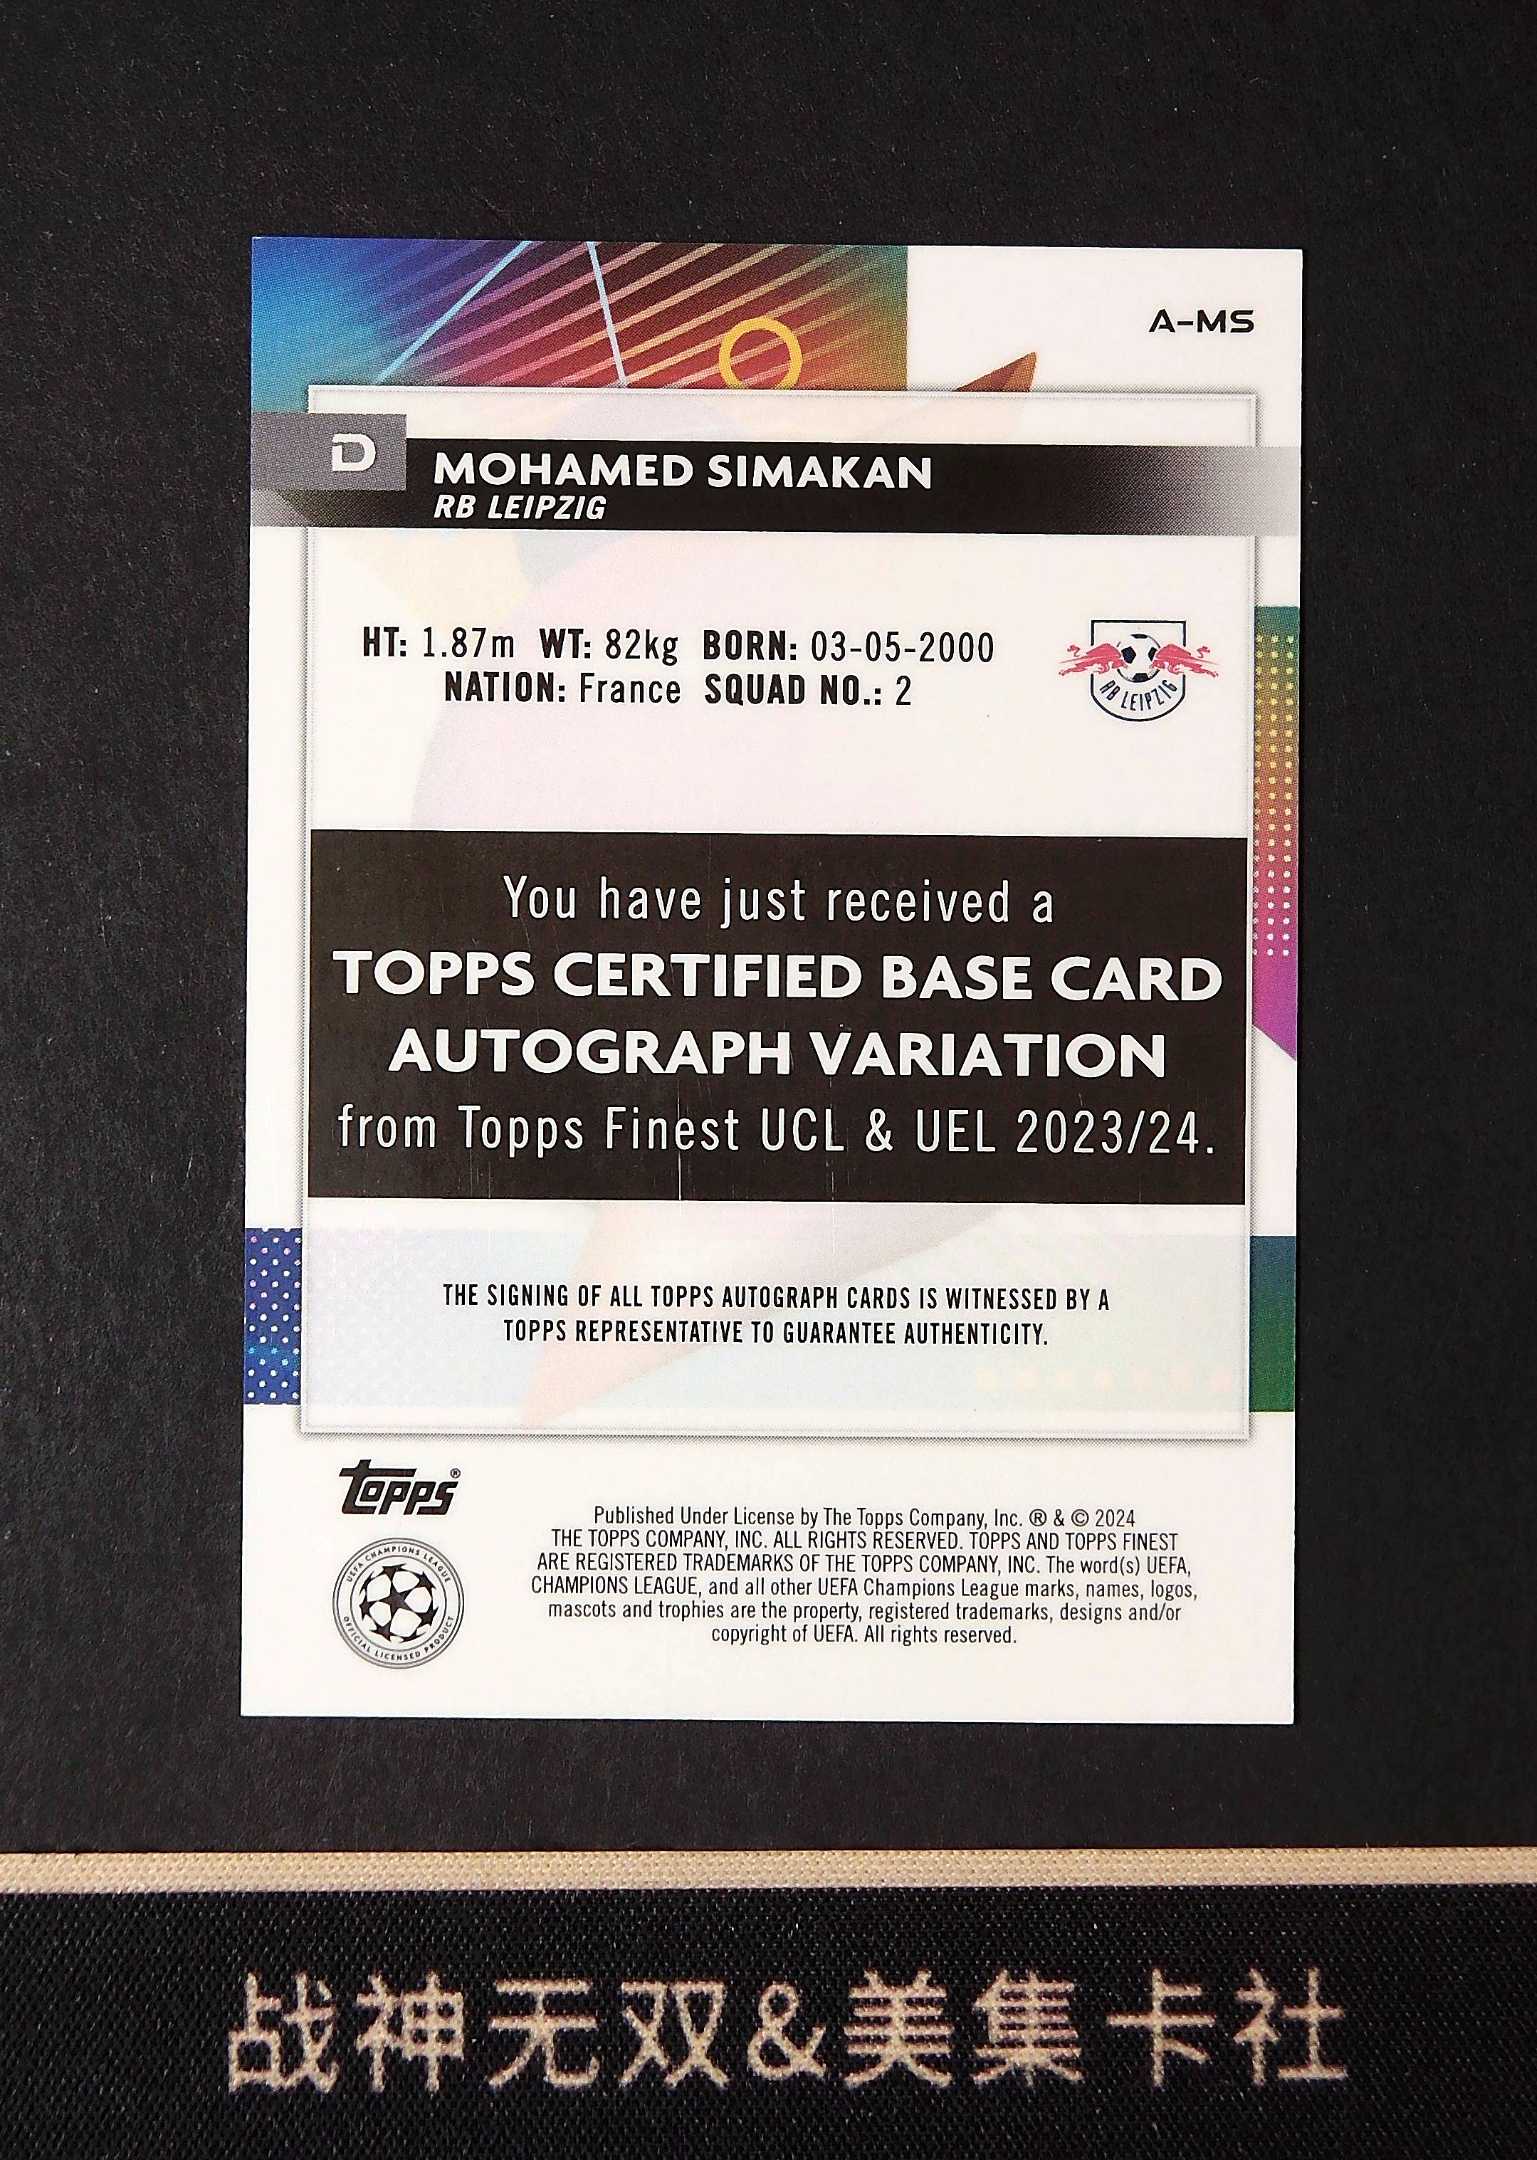 A-MS
D
MOHAMED SIMAKAN
RB LEIPZIG
HT: 1.87m WT: 82kg BORN: 03-05-2000
NATION: France SQUAD NO.: 2
RB LEIPZIG
You have just received a
TOPPS CERTIFIED BASE CARD
AUTOGRAPH VARIATION
from Topps Finest UCL & UEL 2023/24.
THE SIGNING OF ALL TOPPS AUTOGRAPH CARDS IS WITNESSED BY A
TOPPS REPRESENTATIVE TO GUARANTEE AUTHENTICITY.
topps®
UEFA CHAMPIONS LEAGUE
OFFICIAL LICENSED PRODUCT
Published Under License by The Topps Company, Inc. ® & © 2024
THE TOPPS COMPANY, INC. ALL RIGHTS RESERVED. TOPPS AND TOPPS FINEST
ARE REGISTERED TRADEMARKS OF THE TOPPS COMPANY, INC. The word(s) UEFA,
CHAMPIONS LEAGUE, and all other UEFA Champions League marks, names, logos,
mascots and trophies are the property, registered trademarks, designs and/or
copyright of UEFA. All rights reserved.
战神无双&美集卡社